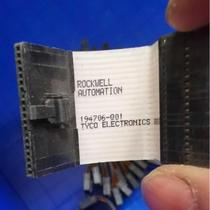 ROCKWELL
AUTOMATION
194706-001
TYCO ELECTRONICS